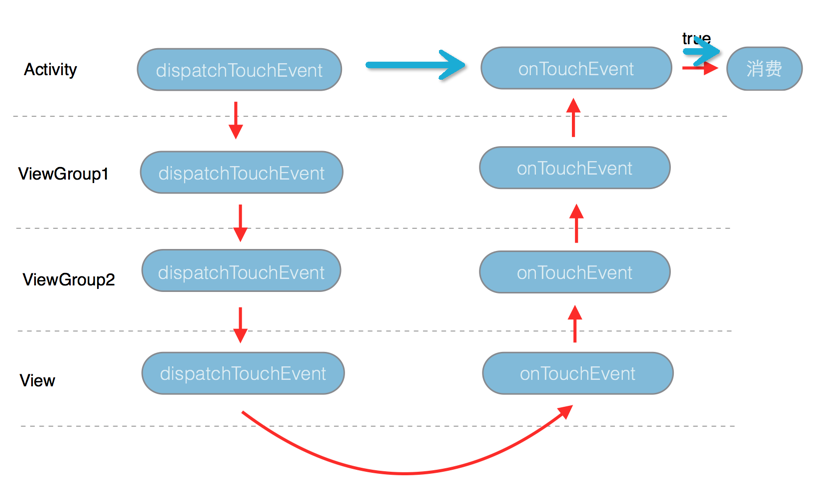 true
Activity
dispatchTouchEvent
onTouchEvent
消费
ViewGroup1
dispatchTouchEvent
onTouchEvent
ViewGroup2
dispatchTouchEvent
onTouchEvent
View
dispatchTouchEvent
onTouchEvent